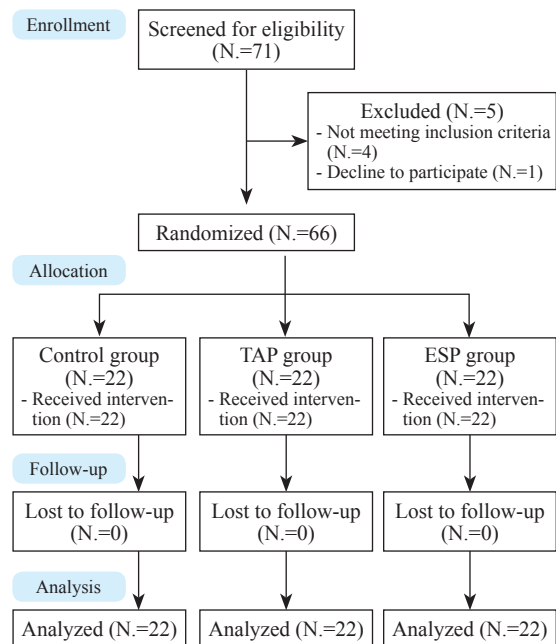 Enrollment
Screened for eligibility
(N.=71)
Excluded (N.=5)
- Not meeting inclusion criteria
(N.=4)
- Decline to participate (N.=1)
Randomized (N.=66)
Allocation
Control group
(N.=22)
- Received interven-
tion (N.=22)
TAP group
(N.=22)
- Received interven-
tion (N.=22)
ESP group
(N.=22)
- Received interven-
tion (N.=22)
Follow-up
Lost to follow-up
(N.=0)
Lost to follow-up
(N.=0)
Lost to follow-up
(N.=0)
Analysis
Analyzed (N.=22)
Analyzed (N.=22)
Analyzed (N.=22)